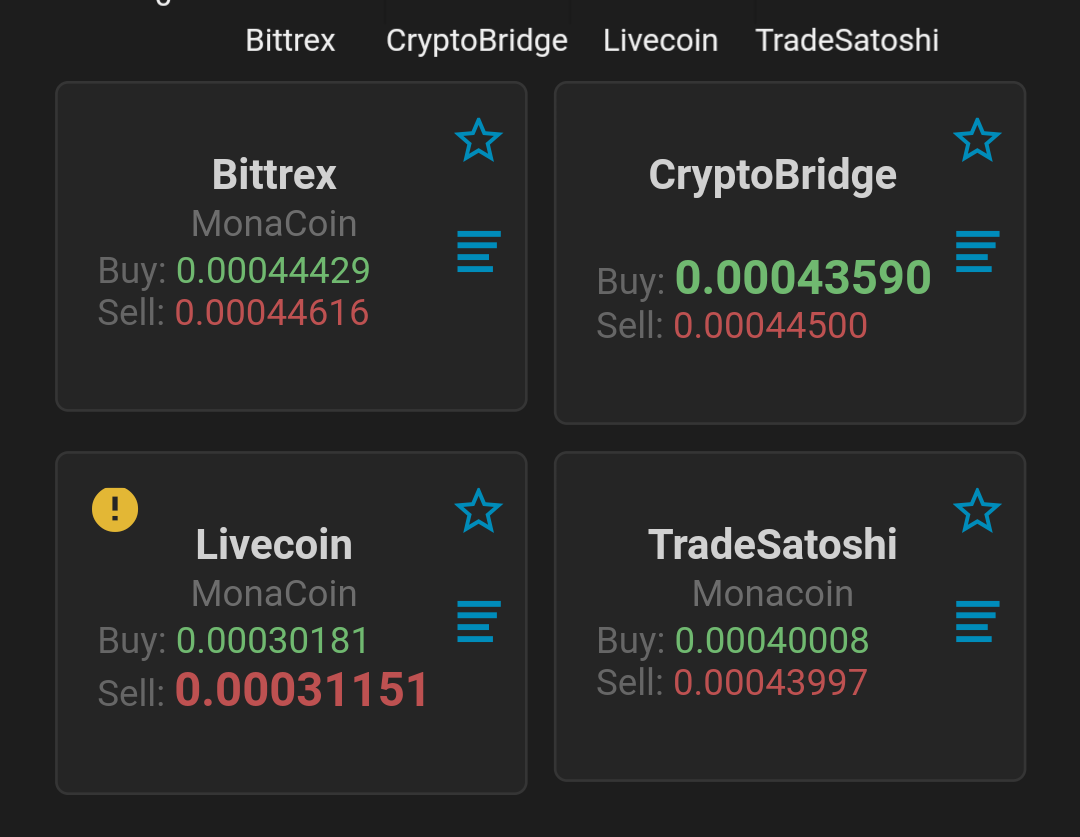 Bittrex CryptoBridge Livecoin TradeSatoshi
Bittrex
MonaCoin
Buy: 0.00044429
Sell: 0.00044616
CryptoBridge
Buy: 0.00043590
Sell: 0.00044500
Livecoin
MonaCoin
Buy: 0.00030181
Sell: 0.00031151
TradeSatoshi
Monacoin
Buy: 0.00040008
Sell: 0.00043997